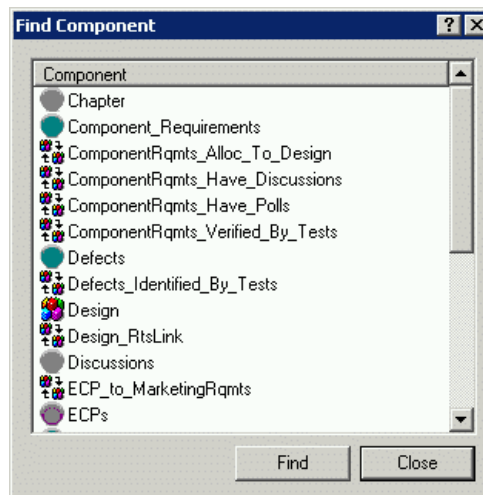 Find Component
?
Component
Chapter
Component_Requirements
ComponentRqmts_Alloc_To_Design
ComponentRqmts_Have_Discussions
ComponentRqmts_Have_Polls
ComponentRqmts_Verified_By_Tests
Defects
Defects_Identified_By_Tests
Design
Design_RtsLink
Discussions
ECP_to_MarketingRqmts
ECPs
Find Close